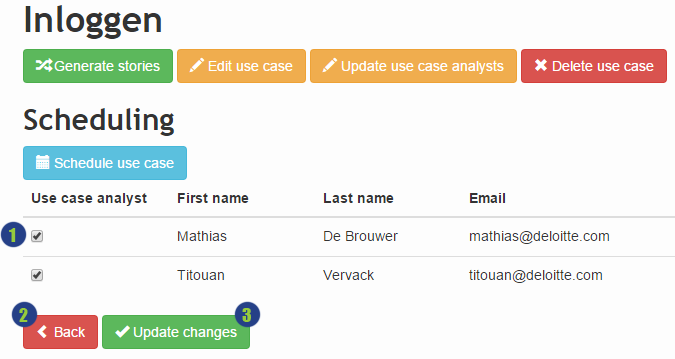 Inloggen
Generate stories Edit use case Update use case analysts Delete use case
Scheduling
Schedule use case
Use case analyst First name Last name Email
1 Mathias De Brouwer mathias@deloitte.com
Titouan Vervack titouan@deloitte.com
2 3
Back Update changes